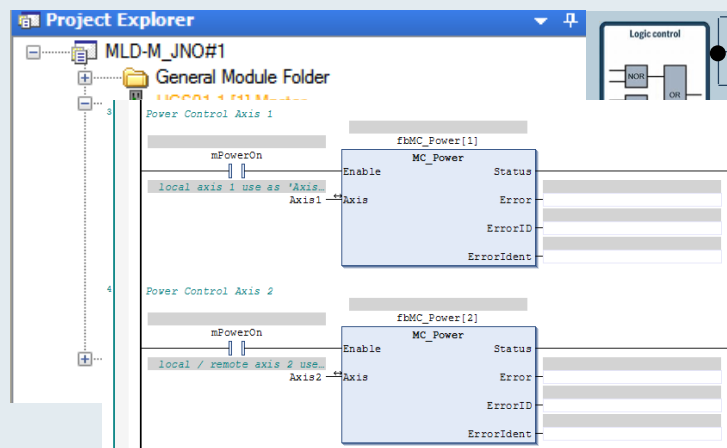 Project Explorer
MLD-M_JNO#1
General Module Folder
Logic control
NOR
OR
3
Power Control Axis 1
fbMC_Power[1]
mPowerOn
MC_Power
Enable
Status
local axis 1 use as 'Axis…
Axis1
Axis
Error
ErrorID
ErrorIdent
4
Power Control Axis 2
fbMC_Power[2]
mPowerOn
MC_Power
Enable
Status
local / remote axis 2 use…
Axis2
Axis
Error
ErrorID
ErrorIdent